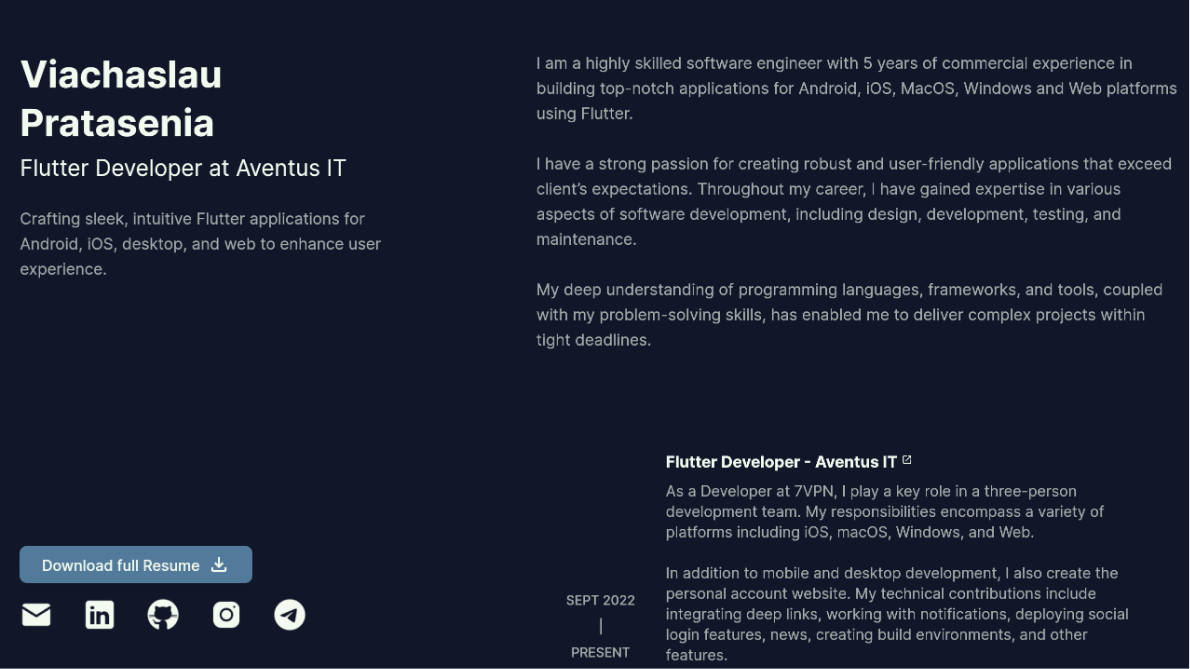 Viachaslau
Pratasenia
Flutter Developer at Aventus IT
Crafting sleek, intuitive Flutter applications for
Android, iOS, desktop, and web to enhance user
experience.
Download full Resume
in
I am a highly skilled software engineer with 5 years of commercial experience in
building top-notch applications for Android, iOS, MacOS, Windows and Web platforms
using Flutter.
I have a strong passion for creating robust and user-friendly applications that exceed
client’s expectations. Throughout my career, I have gained expertise in various
aspects of software development, including design, development, testing, and
maintenance.
My deep understanding of programming languages, frameworks, and tools, coupled
with my problem-solving skills, has enabled me to deliver complex projects within
tight deadlines.
SEPT 2022
|
PRESENT
Flutter Developer - Aventus IT
As a Developer at 7VPN, I play a key role in a three-person
development team. My responsibilities encompass a variety of
platforms including iOS, macOS, Windows, and Web.
In addition to mobile and desktop development, I also create the
personal account website. My technical contributions include
integrating deep links, working with notifications, deploying social
login features, news, creating build environments, and other
features.